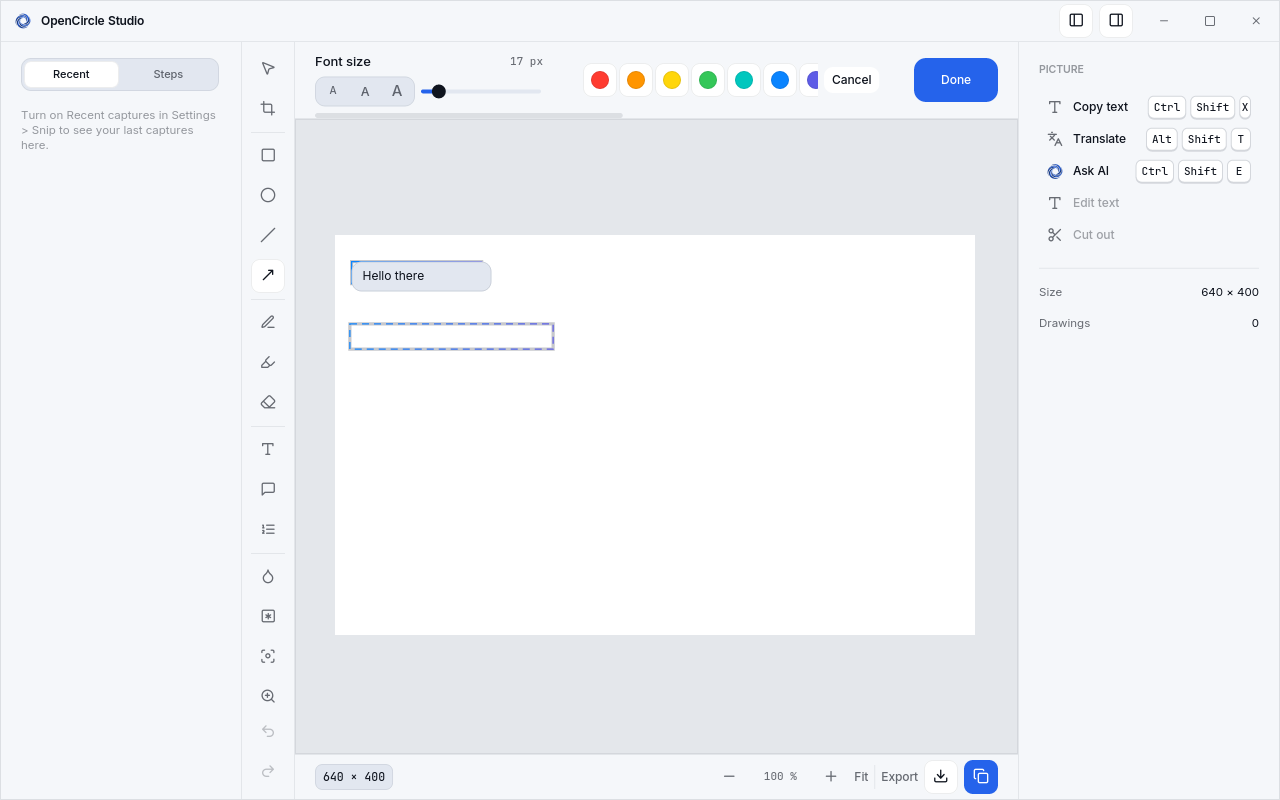 OpenCircle Studio
Recent
Steps
Turn on Recent captures in Settings
> Snip to see your last captures
here.
Font size
17 px
A A A
Cancel
Done
Hello there
640 × 400
100 %
Fit
Export
PICTURE
Copy text Ctrl Shift X
Translate Alt Shift T
Ask AI Ctrl Shift E
Edit text
Cut out
Size 640 × 400
Drawings 0